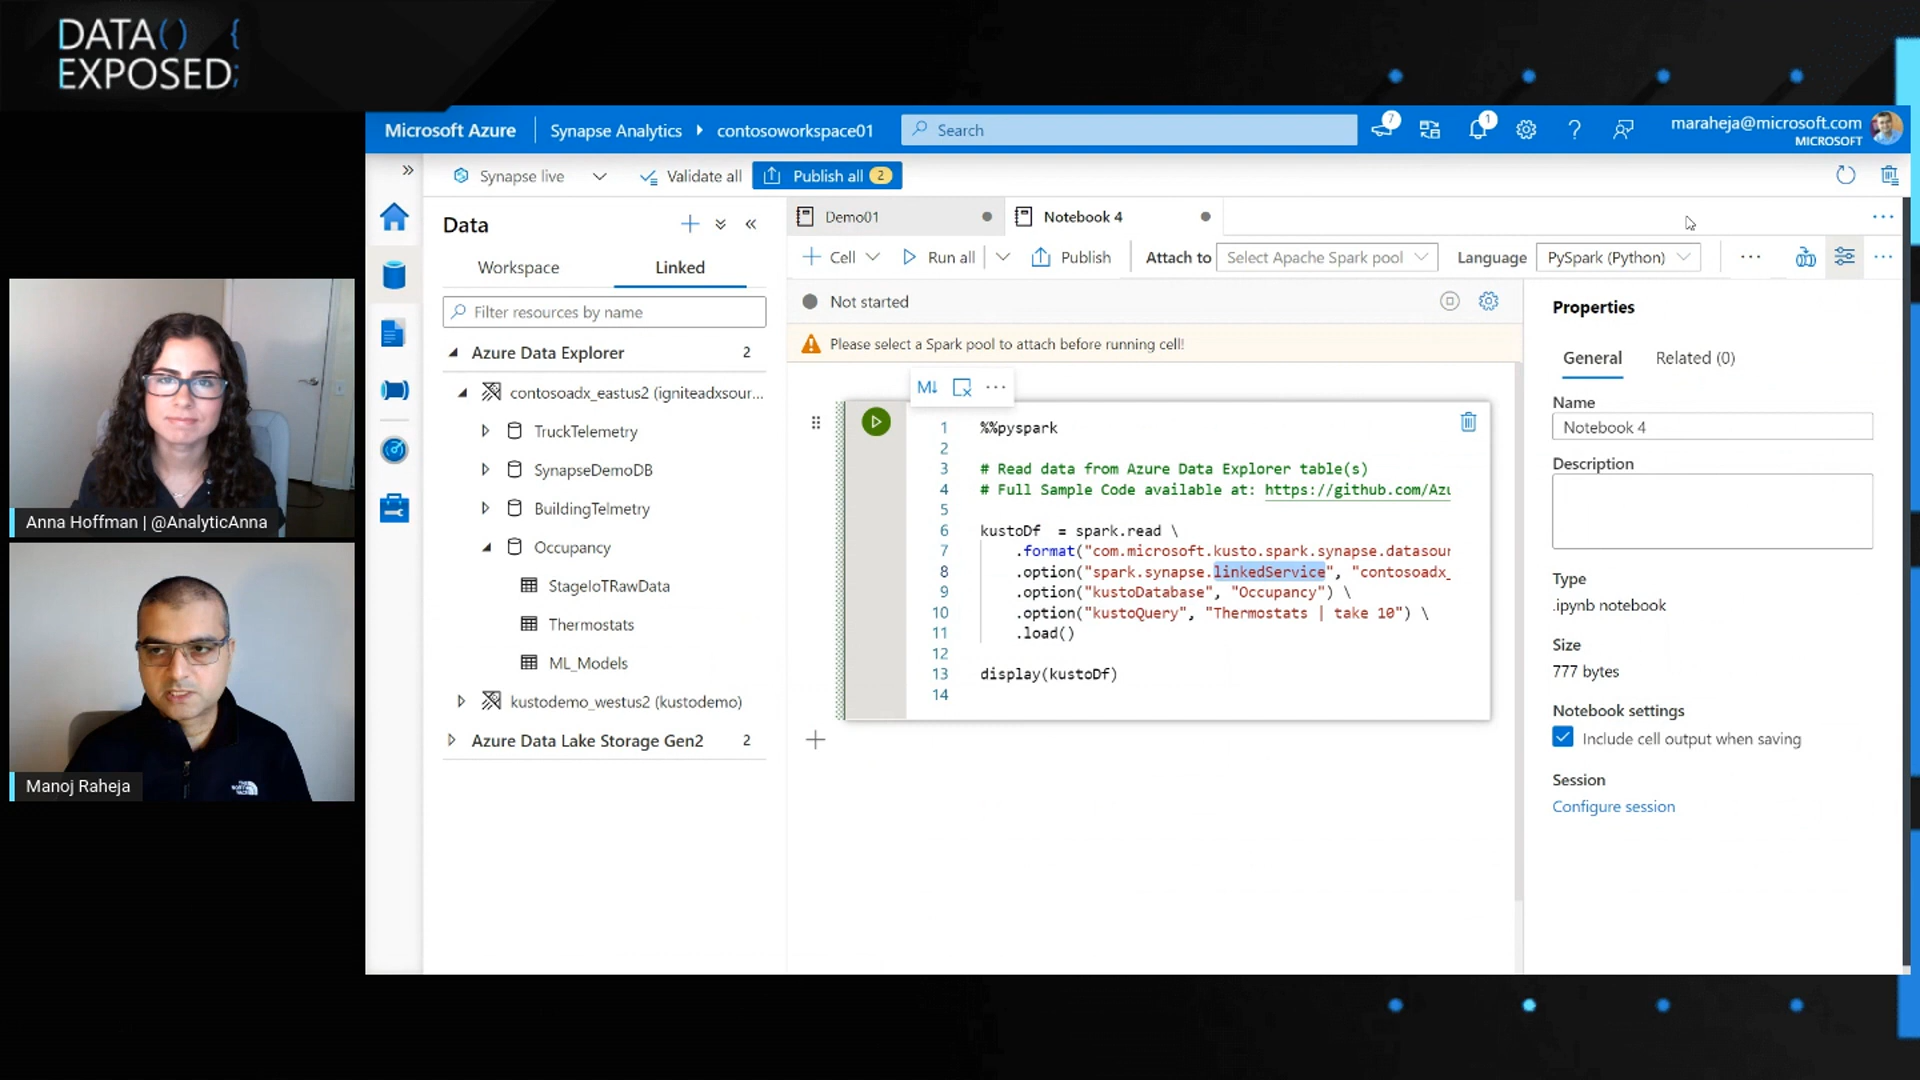 DATA() {
EXPOSED;
Microsoft Azure
Synapse Analytics
contosoworkspace01
Search
7
1
maraheja@microsoft.com
MICROSOFT
Synapse live
Validate all
Publish all
2
Data
Workspace
Linked
Filter resources by name
Azure Data Explorer
2
contosoadx_eastus2 (igniteadxsour...
TruckTelemetry
SynapseDemoDB
BuildingTelmetry
Occupancy
StageIoTRawData
Thermostats
ML_Models
kustodemo_westus2 (kustodemo)
Azure Data Lake Storage Gen2
2
Demo01
Notebook 4
Cell
Run all
Publish
Attach to
Select Apache Spark pool
Language
PySpark (Python)
Not started
Please select a Spark pool to attach before running cell!
M↓
1 %%pyspark
2
3 # Read data from Azure Data Explorer table(s)
4 # Full Sample Code available at: https://github.com/Azu
5
6 kustoDf = spark.read \
7 .format("com.microsoft.kusto.spark.synapse.datasour
8 .option("spark.synapse.linkedService", "contosoadx_
9 .option("kustoDatabase", "Occupancy") \
10 .option("kustoQuery", "Thermostats | take 10") \
11 .load()
12
13 display(kustoDf)
14
Properties
General
Related (0)
Name
Notebook 4
Description
Type
.ipynb notebook
Size
777 bytes
Notebook settings
Include cell output when saving
Session
Configure session
Anna Hoffman | @AnalyticAnna
Manoj Raheja
THE NORTH FACE